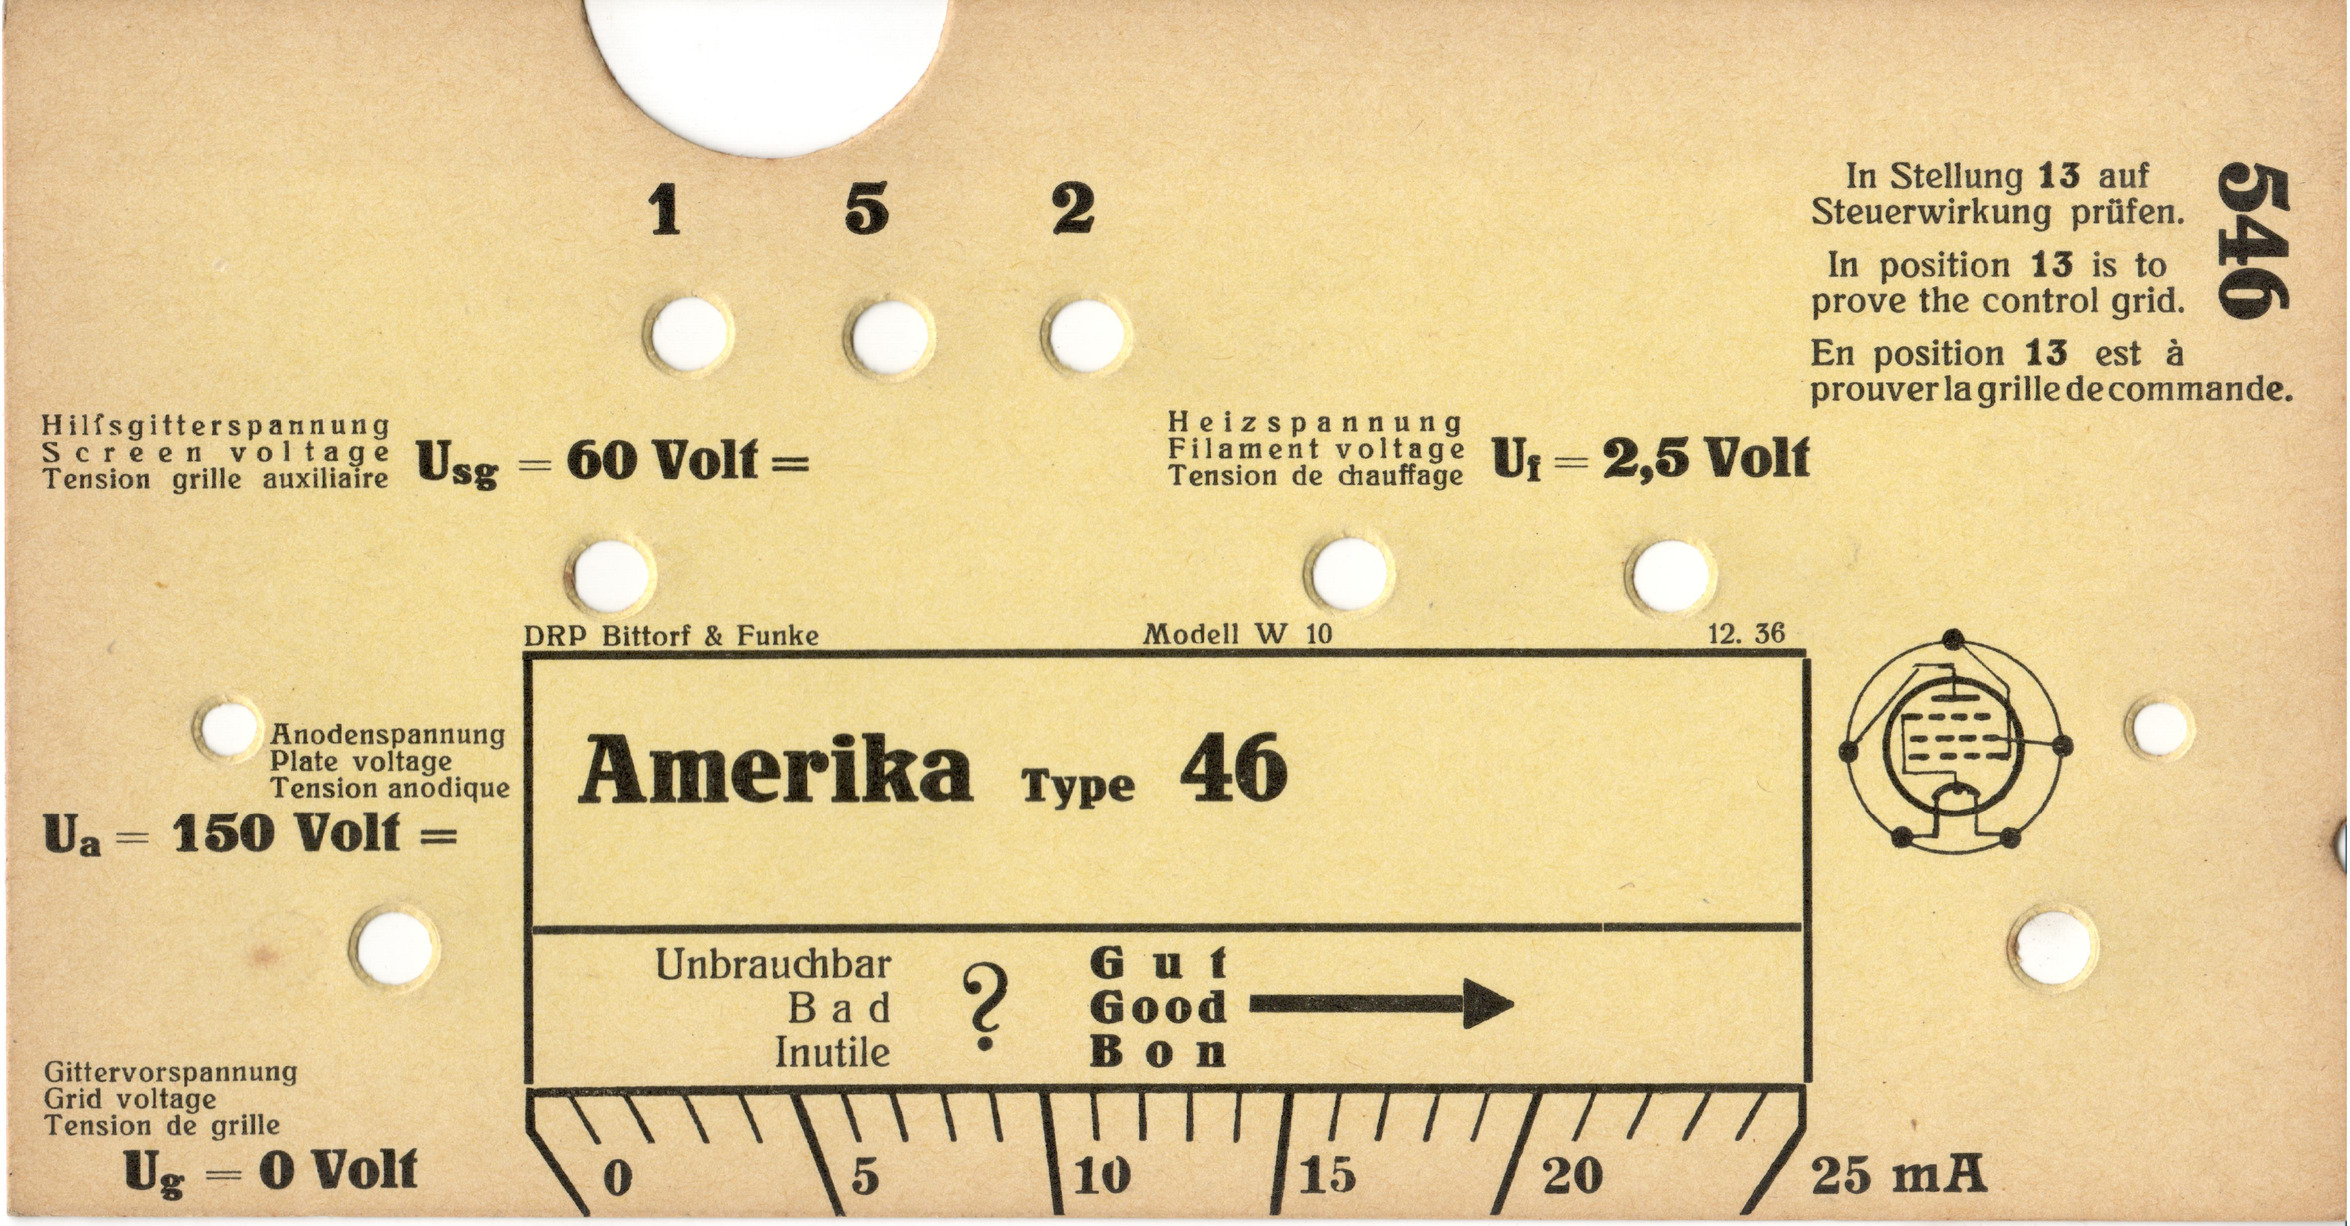 1 5 2
In Stellung 13 auf
Steuerwirkung prüfen.
In position 13 is to
prove the control grid.
En position 13 est à
prouver la grille de commande.
546
Hilfsgitterspannung
Screen voltage
Tension grille auxiliaire
Usg = 60 Volt =
Heizspannung
Filament voltage
Tension de chauffage
Uf = 2,5 Volt
DRP Bittorf & Funke Modell W 10 12. 36
Anodenspannung
Plate voltage
Tension anodique
Ua = 150 Volt =
Amerika Type 46
Unbrauchbar
Bad
Inutile
?
Gut
Good
Bon
Gittervorspannung
Grid voltage
Tension de grille
Ug = 0 Volt
0 5 10 15 20 25 mA